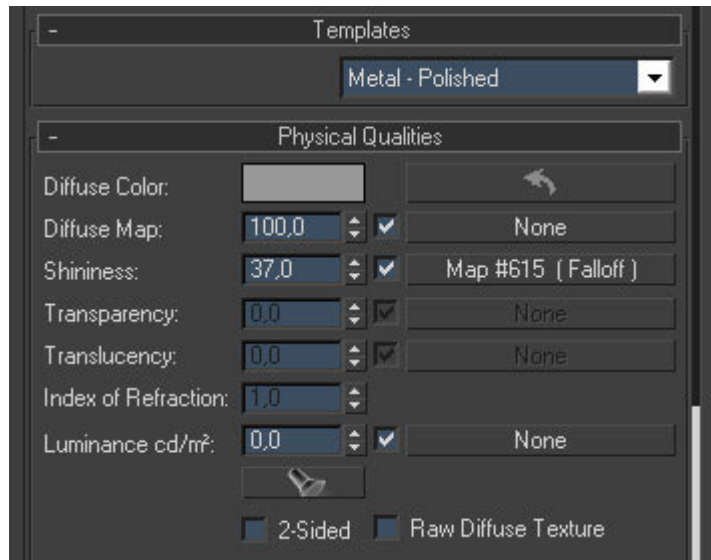 - Templates
Metal - Polished
- Physical Qualities
Diffuse Color:
Diffuse Map: 100,0 None
Shininess: 37,0 Map #615 ( Falloff )
Transparency: 0,0 None
Translucency: 0,0 None
Index of Refraction: 1,0
Luminance cd/m²: 0,0 None
2-Sided Raw Diffuse Texture